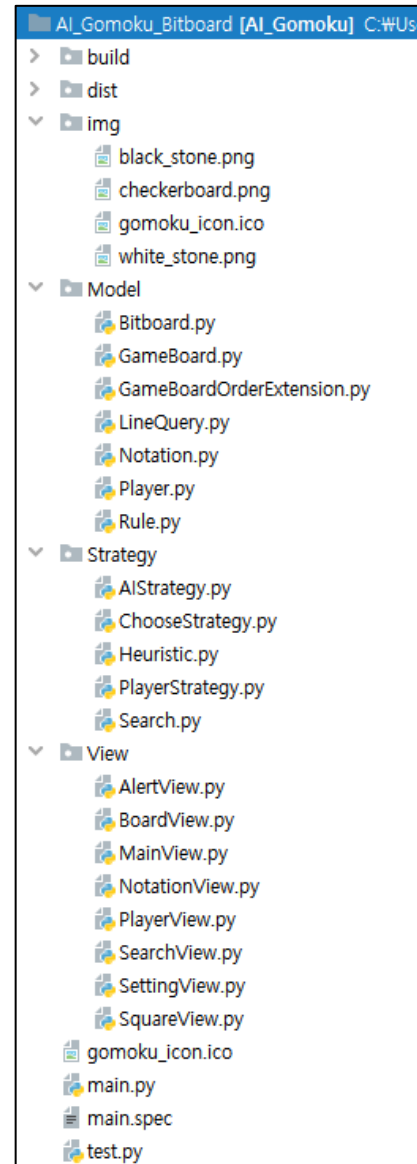 AI_Gomoku_Bitboard [AI_Gomoku] C:₩Us
build
dist
img
black_stone.png
checkerboard.png
gomoku_icon.ico
white_stone.png
Model
Bitboard.py
GameBoard.py
GameBoardOrderExtension.py
LineQuery.py
Notation.py
Player.py
Rule.py
Strategy
AIStrategy.py
ChooseStrategy.py
Heuristic.py
PlayerStrategy.py
Search.py
View
AlertView.py
BoardView.py
MainView.py
NotationView.py
PlayerView.py
SearchView.py
SettingView.py
SquareView.py
gomoku_icon.ico
main.py
main.spec
test.py